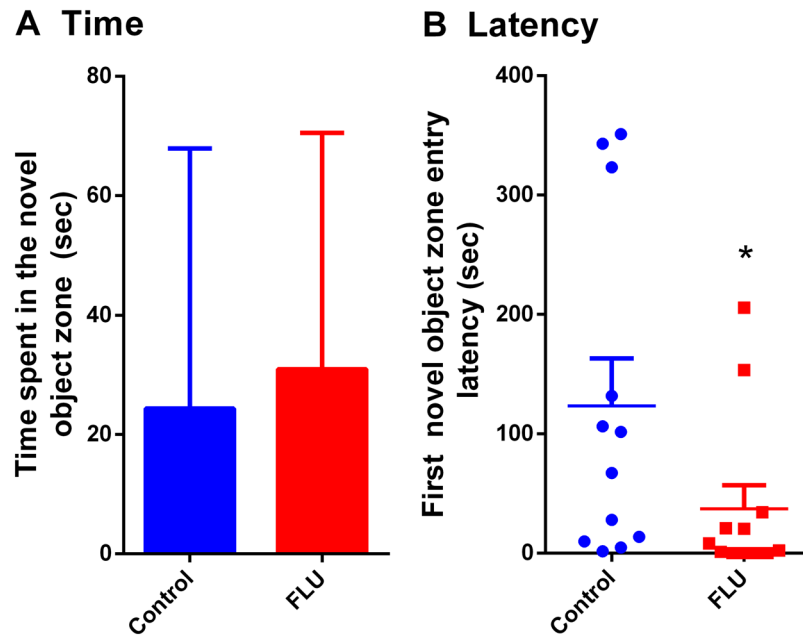 A Time
B Latency
Time spent in the novel
object zone (sec)
80
60
40
20
0
Control
FLU
First novel object zone entry
latency (sec)
400
300
200
100
0
*
Control
FLU